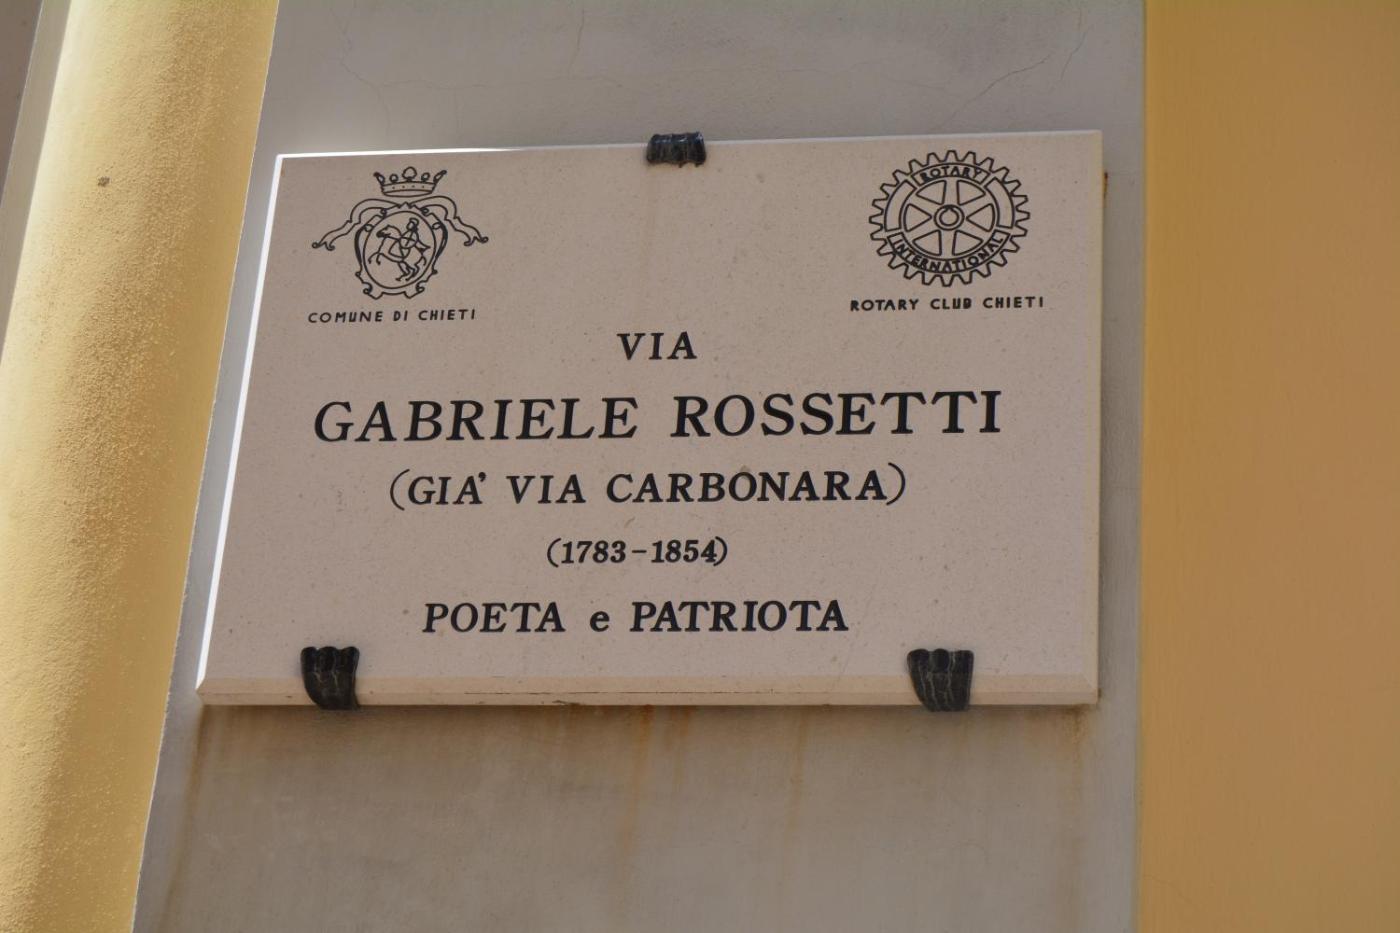 COMUNE DI CHIETI
ROTARY
INTERNATIONAL
ROTARY CLUB CHIETI
VIA
GABRIELE ROSSETTI
(GIA' VIA CARBONARA)
(1783-1854)
POETA e PATRIOTA